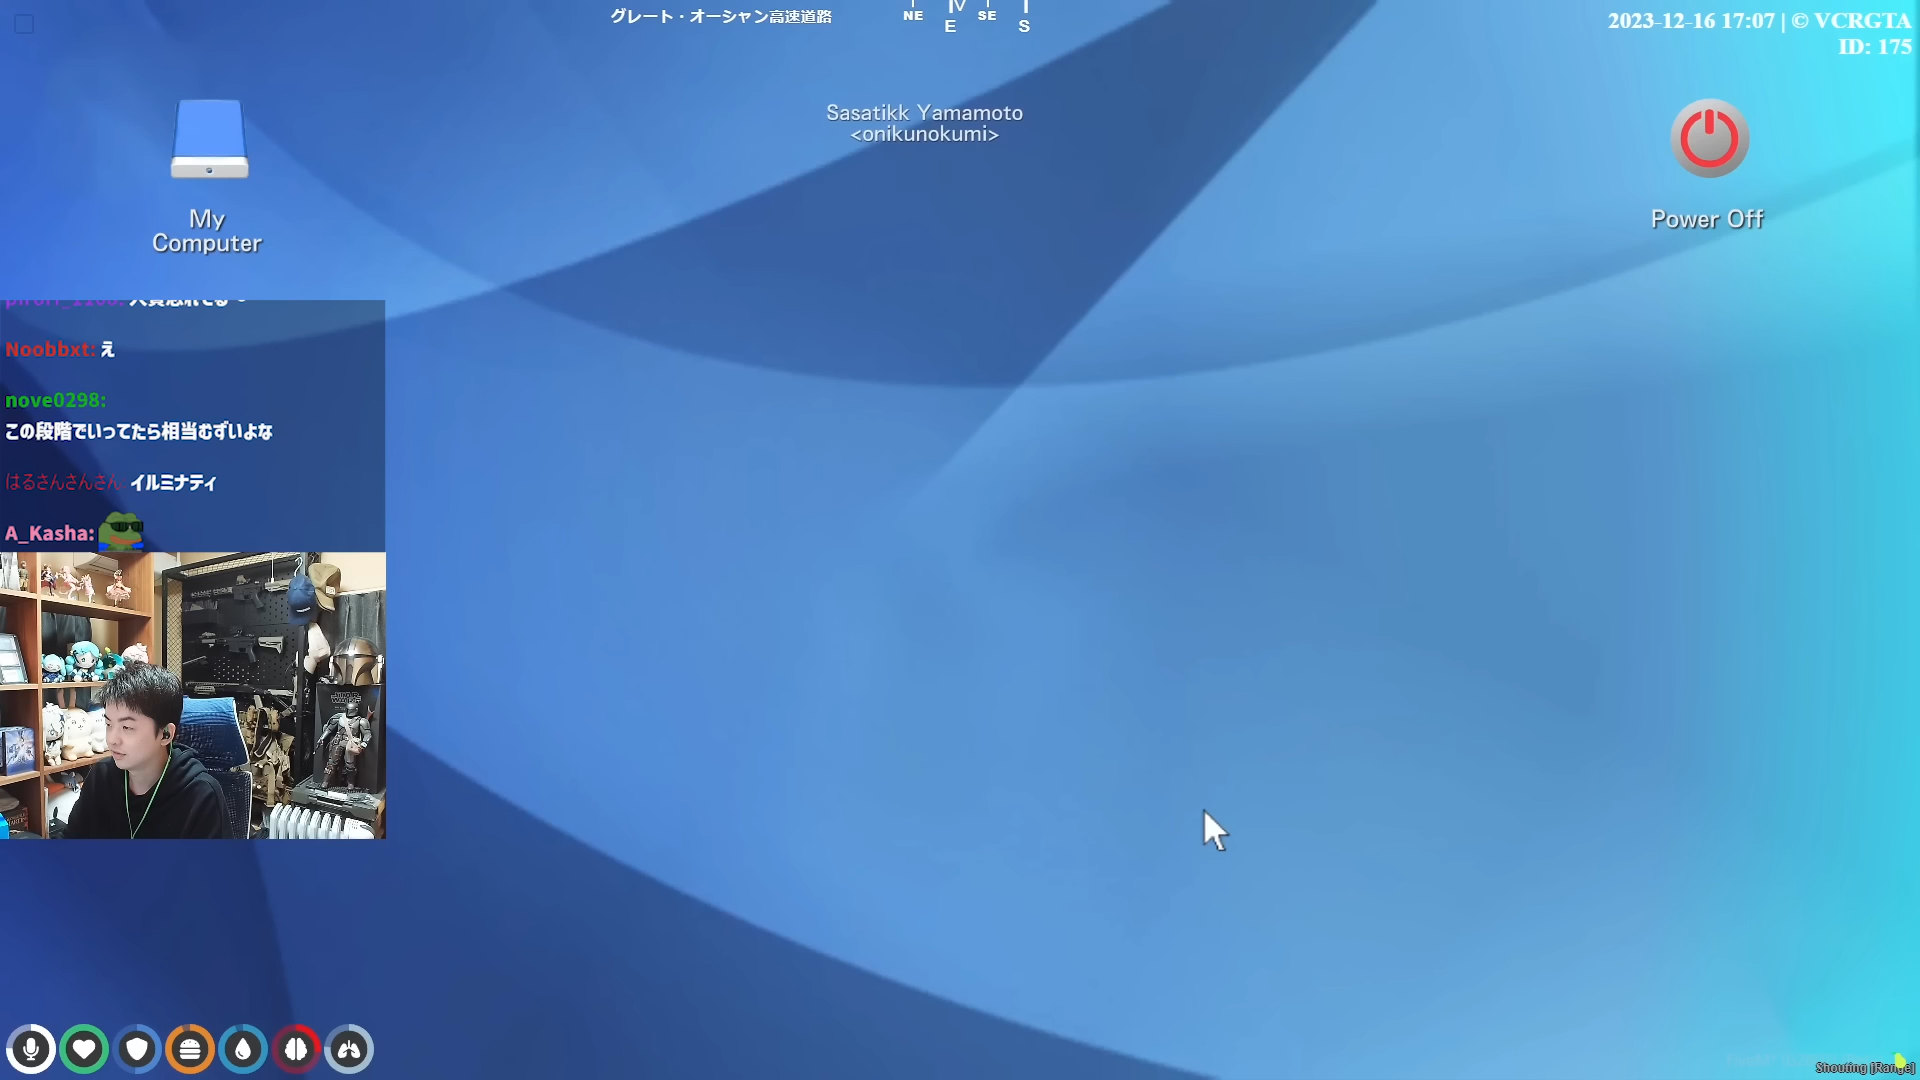 グレート・オーシャン高速道路
NE
E
SE
S
2023-12-16 17:07 | © VCRGTA
ID: 175
My
Computer
Sasatikk Yamamoto
<onikunokumi>
Power Off
Noobbxt: え
nove0298:
この段階でいってたら相当むずいよな
はるさんさんさん: イルミナティ
A_Kasha:
Shouting [Range]